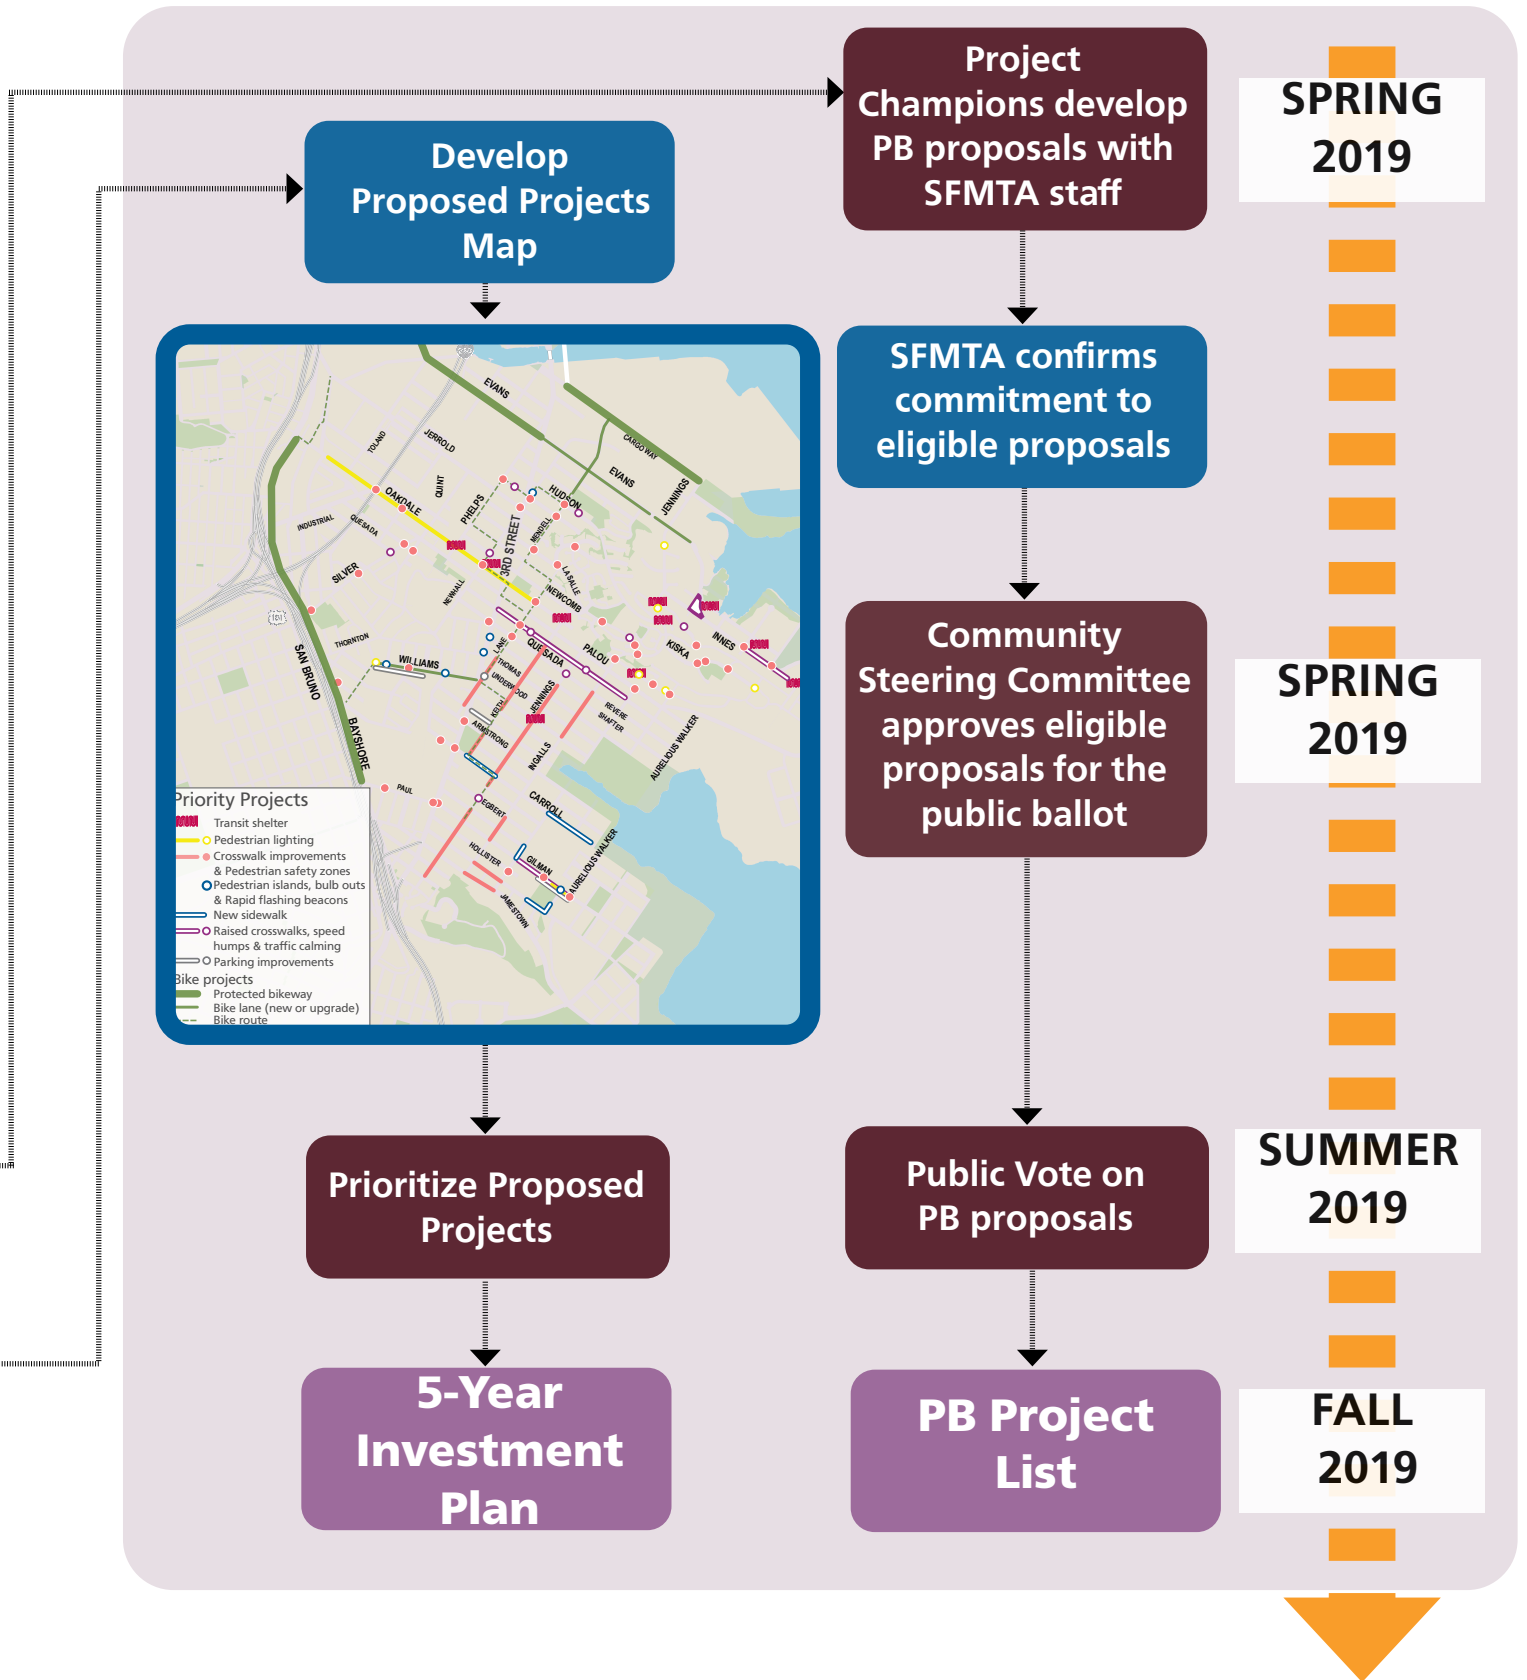 Project
Champions develop
PB proposals with
SFMTA staff
SPRING
2019
Develop
Proposed Projects
Map
SFMTA confirms
commitment to
eligible proposals
EVANS
CARGO WAY
TOLAND
JERROLD
EVANS
JENNINGS
QUINT
OAKDALE
PHELPS
HUDSON
INDUSTRIAL
QUESADA
3RD STREET
MENDELL
SILVER
LA SALLE
NEWHALL
NEWCOMB
101
THORNTON
LANE
QUESADA
PALOU
KISKA
INNES
SAN BRUNO
WILLIAMS
THOMAS
UNDERWOOD
KEITH
JENNINGS
REVERE
SHAFTER
BAYSHORE
ARMSTRONG
INGALLS
AURELIOUS WALKER
PAUL
EGBERT
CARROLL
HOLLISTER
GILMAN
AURELIOUS WALKER
JAMESTOWN
Priority Projects
Transit shelter
Pedestrian lighting
Crosswalk improvements
& Pedestrian safety zones
Pedestrian islands, bulb outs
& Rapid flashing beacons
New sidewalk
Raised crosswalks, speed
humps & traffic calming
Parking improvements
Bike projects
Protected bikeway
Bike lane (new or upgrade)
Bike route
Community
Steering Committee
approves eligible
proposals for the
public ballot
SPRING
2019
Prioritize Proposed
Projects
Public Vote on
PB proposals
SUMMER
2019
5-Year
Investment
Plan
PB Project
List
FALL
2019